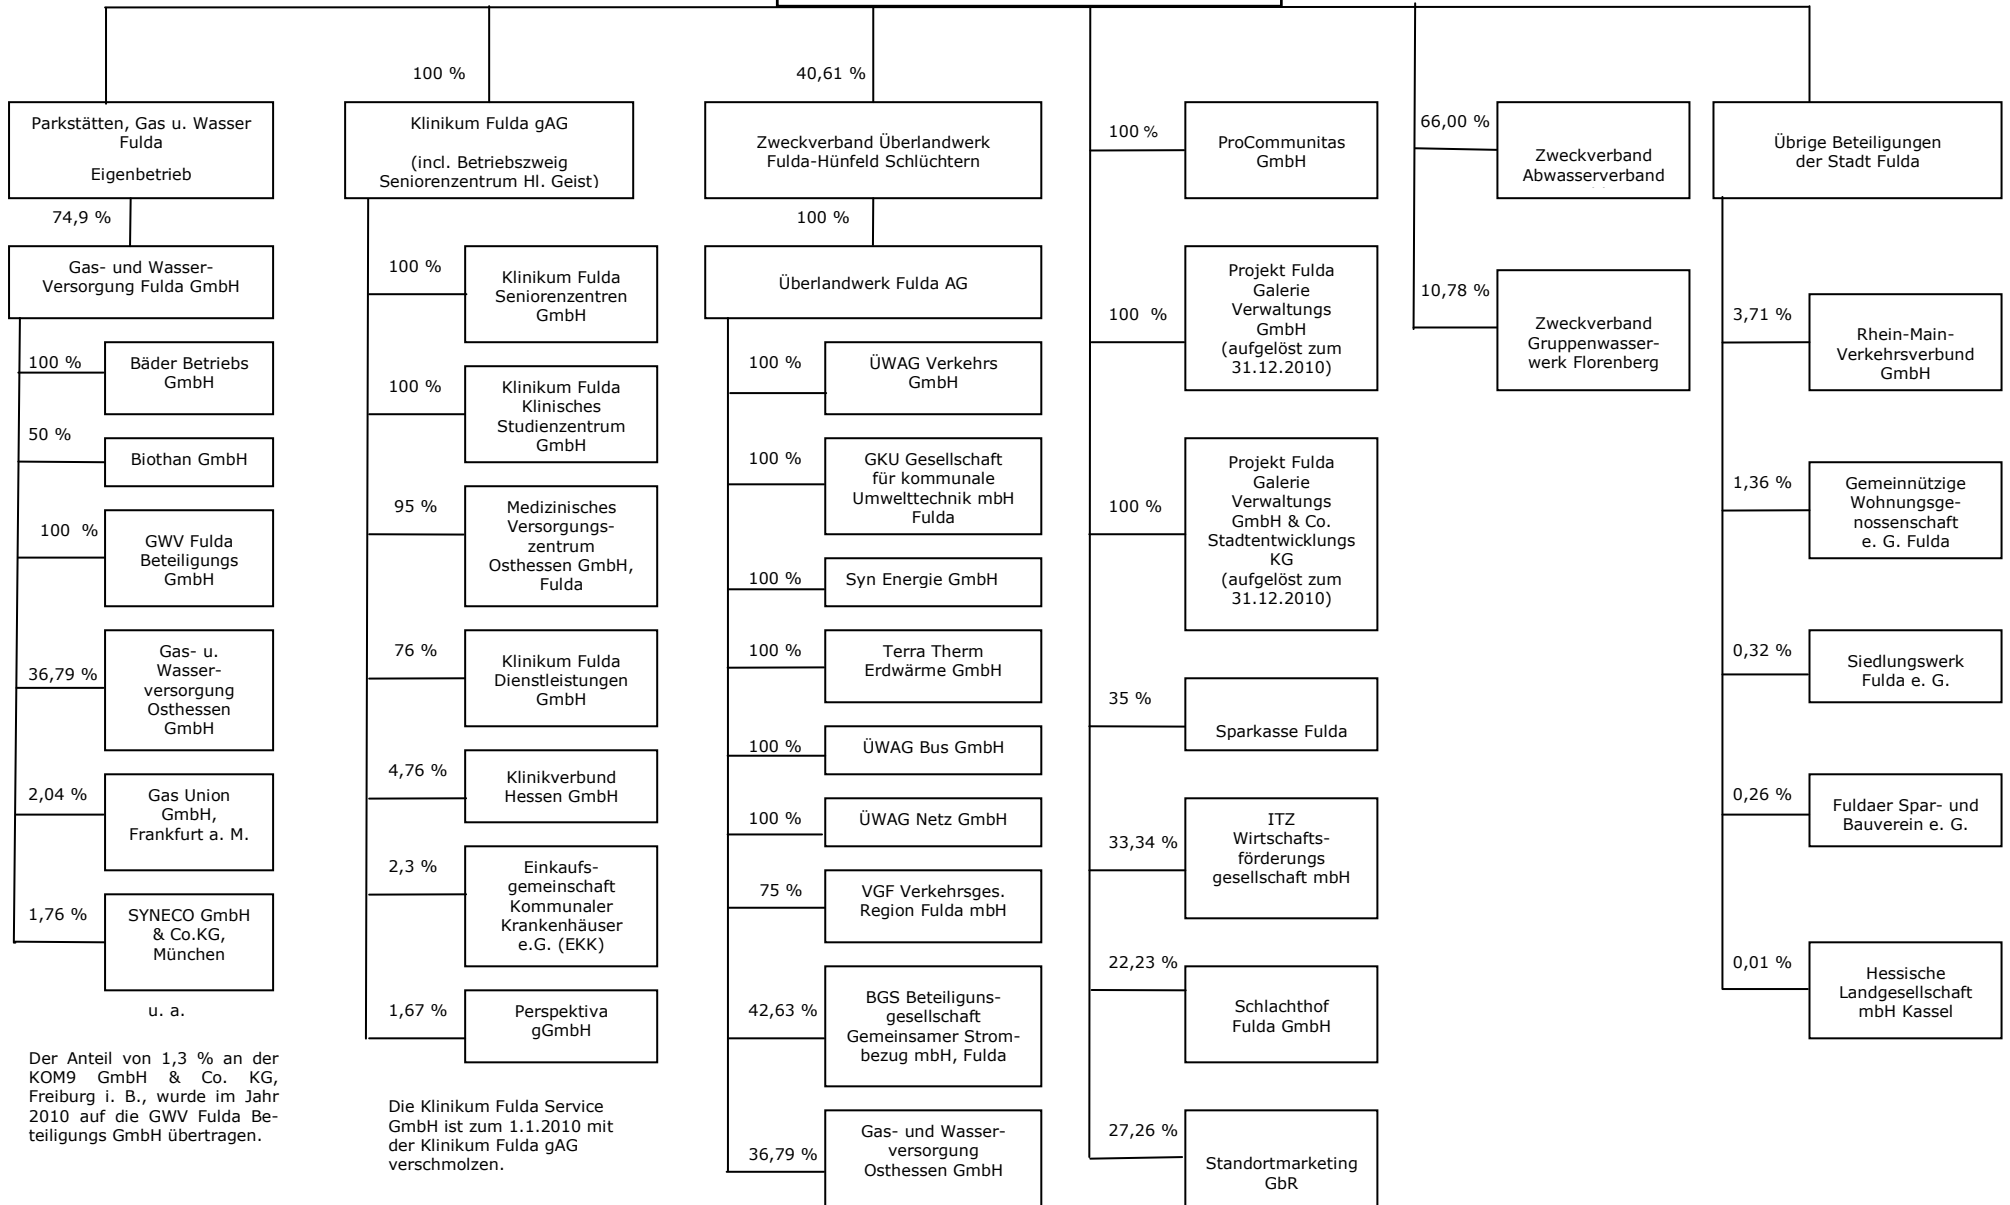 100 %
40,61 %
Parkstätten, Gas u. Wasser
Fulda
Eigenbetrieb
74,9 %
Gas- und Wasser-
Versorgung Fulda GmbH
100 %
Bäder Betriebs
GmbH
50 %
Biothan GmbH
100 %
GWV Fulda
Beteiligungs
GmbH
36,79 %
Gas- u.
Wasser-
versorgung
Osthessen
GmbH
2,04 %
Gas Union
GmbH,
Frankfurt a. M.
1,76 %
SYNECO GmbH
& Co.KG,
München
u. a.
Der Anteil von 1,3 % an der
KOM9 GmbH & Co. KG,
Freiburg i. B., wurde im Jahr
2010 auf die GWV Fulda Be-
teiligungs GmbH übertragen.
Klinikum Fulda gAG
(incl. Betriebszweig
Seniorenzentrum Hl. Geist)
100 %
Klinikum Fulda
Seniorenzentren
GmbH
100 %
Klinikum Fulda
Klinisches
Studienzentrum
GmbH
95 %
Medizinisches
Versorgungs-
zentrum
Osthessen GmbH,
Fulda
76 %
Klinikum Fulda
Dienstleistungen
GmbH
4,76 %
Klinikverbund
Hessen GmbH
2,3 %
Einkaufs-
gemeinschaft
Kommunaler
Krankenhäuser
e.G. (EKK)
1,67 %
Perspektiva
gGmbH
Die Klinikum Fulda Service
GmbH ist zum 1.1.2010 mit
der Klinikum Fulda gAG
verschmolzen.
Zweckverband Überlandwerk
Fulda-Hünfeld Schlüchtern
100 %
Überlandwerk Fulda AG
100 %
ÜWAG Verkehrs
GmbH
100 %
GKU Gesellschaft
für kommunale
Umwelttechnik mbH
Fulda
100 %
Syn Energie GmbH
100 %
Terra Therm
Erdwärme GmbH
100 %
ÜWAG Bus GmbH
100 %
ÜWAG Netz GmbH
75 %
VGF Verkehrsges.
Region Fulda mbH
42,63 %
BGS Beteiliguns-
gesellschaft
Gemeinsamer Strom-
bezug mbH, Fulda
36,79 %
Gas- und Wasser-
versorgung
Osthessen GmbH
100 %
ProCommunitas
GmbH
100 %
Projekt Fulda
Galerie
Verwaltungs
GmbH
(aufgelöst zum
31.12.2010)
100 %
Projekt Fulda
Galerie
Verwaltungs
GmbH & Co.
Stadtentwicklungs
KG
(aufgelöst zum
31.12.2010)
35 %
Sparkasse Fulda
33,34 %
ITZ
Wirtschafts-
förderungs
gesellschaft mbH
22,23 %
Schlachthof
Fulda GmbH
27,26 %
Standortmarketing
GbR
66,00 %
Zweckverband
Abwasserverband
10,78 %
Zweckverband
Gruppenwasser-
werk Florenberg
Übrige Beteiligungen
der Stadt Fulda
3,71 %
Rhein-Main-
Verkehrsverbund
GmbH
1,36 %
Gemeinnützige
Wohnungsge-
nossenschaft
e. G. Fulda
0,32 %
Siedlungswerk
Fulda e. G.
0,26 %
Fuldaer Spar- und
Bauverein e. G.
0,01 %
Hessische
Landgesellschaft
mbH Kassel